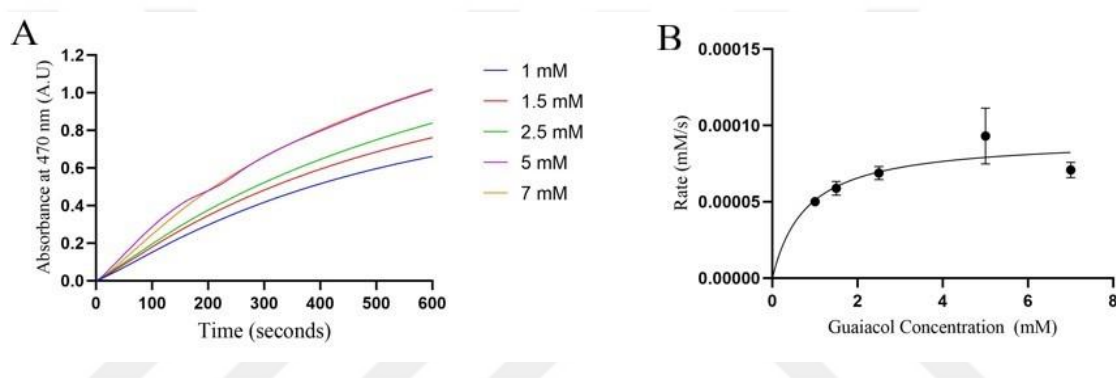 A
Absorbance at 470 nm (A.U)
1.2
1.0
0.8
0.6
0.4
0.2
0.0
0 100 200 300 400 500 600
Time (seconds)
1 mM
1.5 mM
2.5 mM
5 mM
7 mM
B
Rate (mM/s)
0.00015
0.00010
0.00005
0.00000
0 2 4 6 8
Guaiacol Concentration (mM)